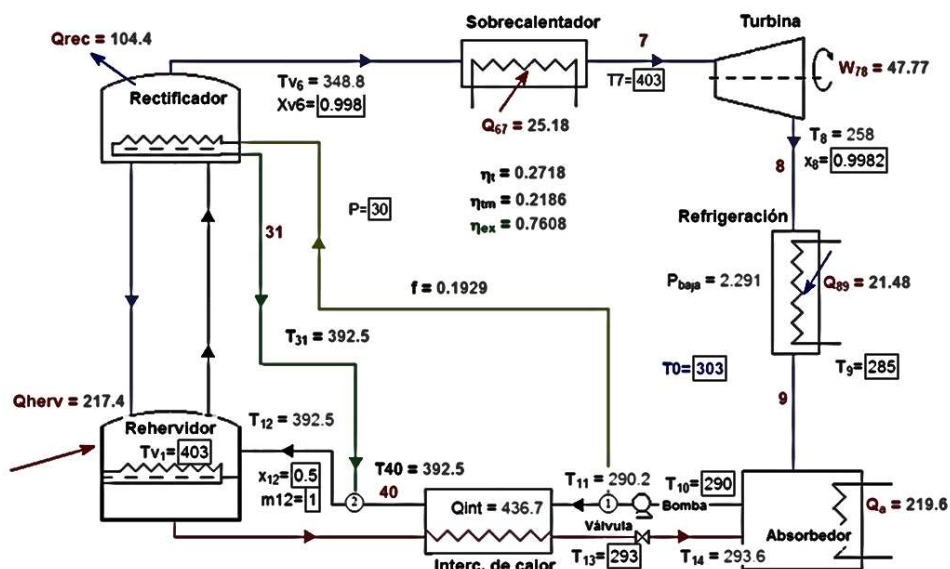 Sobrecalentador
Turbina
Qrec = 104.4
7
Rectificador
Tv₆ = 348.8
Xv6= 0.998
T7= 403
W₇₈ = 47.77
Q₆₇ = 25.18
T₈ = 258
x₈= 0.9982
8
ηt = 0.2718
ηtm = 0.2186
ηex = 0.7608
P= 30
31
Refrigeración
P_baja = 2.291
Q₈₉ = 21.48
f = 0.1929
T₃₁ = 392.5
T0= 303
T₉= 285
9
Qherv = 217.4
Rehervidor
T₁₂ = 392.5
Tv₁= 403
x₁₂= 0.5
m12= 1
T40 = 392.5
40
2
T₁₁ = 290.2
1
T₁₀= 290
Bomba
Qint = 436.7
Válvula
Qₐ = 219.6
Absorbedor
T₁₃= 293
T₁₄ = 293.6
Interc. de calor